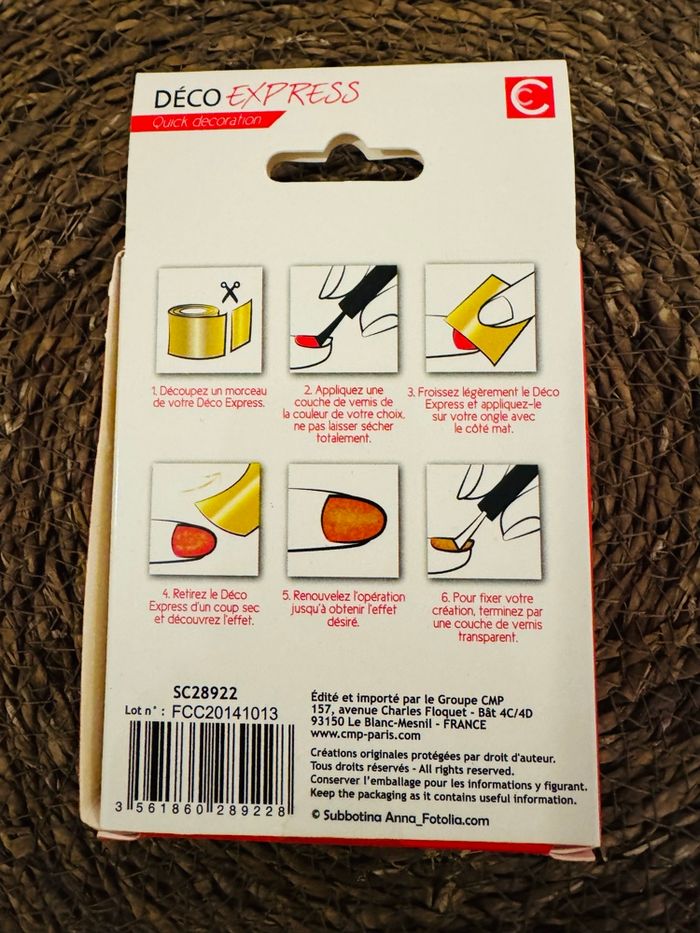 DÉCO EXPRESS
Quick decoration
1. Découpez un morceau
de votre Déco Express.
2. Appliquez une
couche de vernis de
la couleur de votre choix,
ne pas laisser sécher
totalement.
3. Froissez légèrement le Déco
Express et appliquez-le
sur votre ongle avec
le côté mat.
4. Retirez le Déco
Express d'un coup sec
et découvrez l'effet.
5. Renouvelez l'opération
jusqu'à obtenir l'effet
désiré.
6. Pour fixer votre
création, terminez par
une couche de vernis
transparent.
SC28922
Lot n° : FCC20141013
3 561860 289228
Édité et importé par le Groupe CMP
157, avenue Charles Floquet - Bât 4C/4D
93150 Le Blanc-Mesnil - FRANCE
www.cmp-paris.com
Créations originales protégées par droit d'auteur.
Tous droits réservés - All rights reserved.
Conserver l'emballage pour les informations y figurant.
Keep the packaging as it contains useful information.
© Subbotina Anna_Fotolia.com